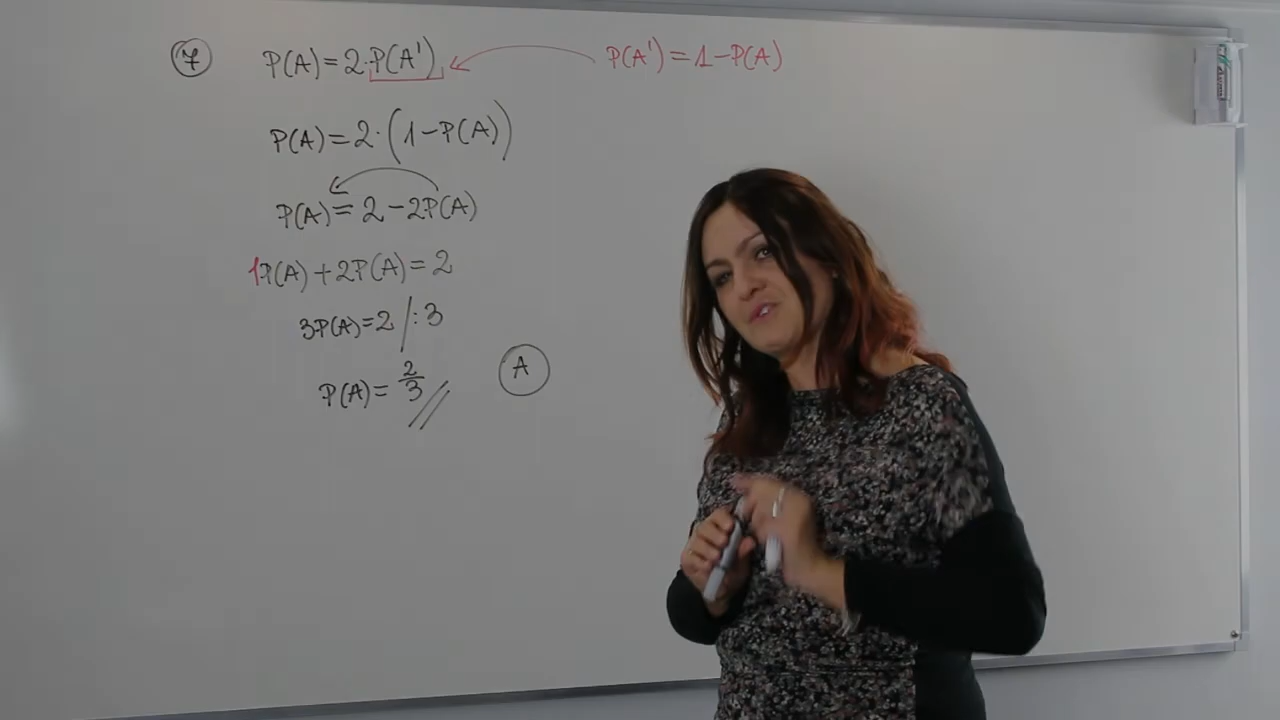 7 P(A)=2·P(A') P(A')=1-P(A)
P(A)=2·(1-P(A))
P(A)=2-2P(A)
1P(A)+2P(A)=2
3P(A)=2 /:3
P(A)=2/3 A